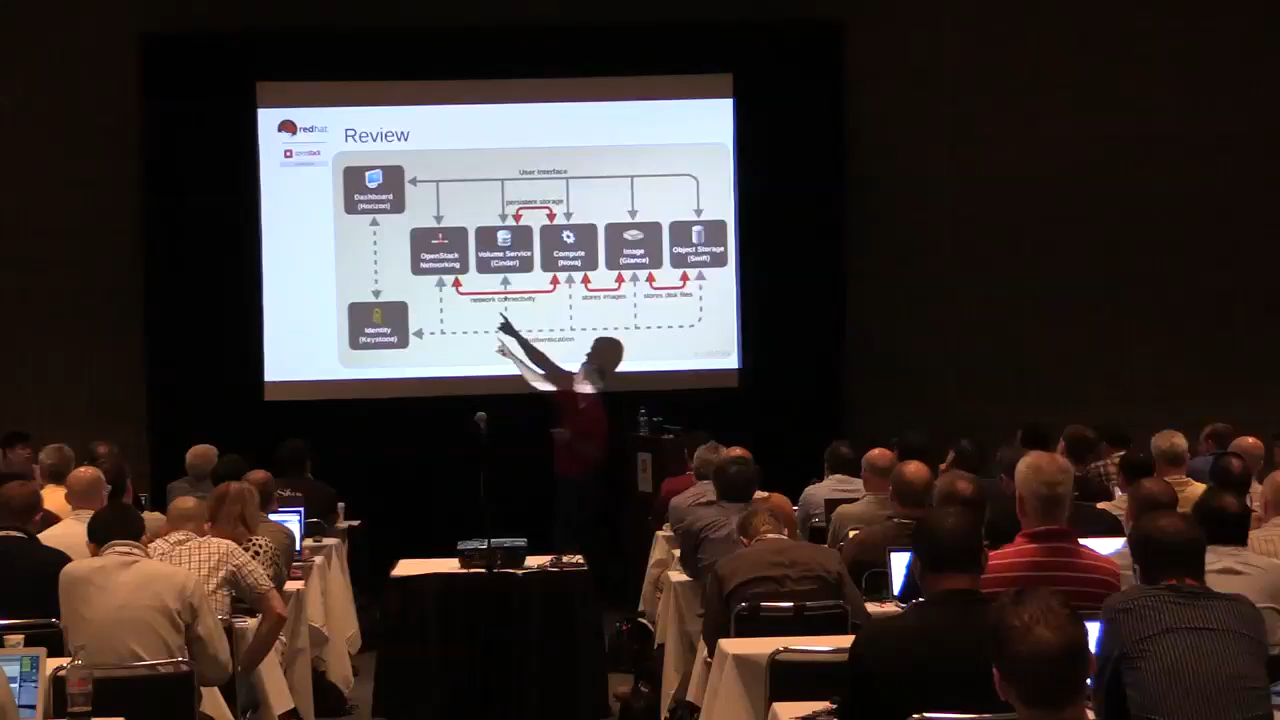 redhat
Review
openstack
User Interface
Dashboard
(Horizon)
persistent storage
OpenStack
Networking
Volume Service
(Cinder)
Compute
(Nova)
Image
(Glance)
Object Storage
(Swift)
network connectivity
stores images
stores disk files
Identity
(Keystone)
authentication